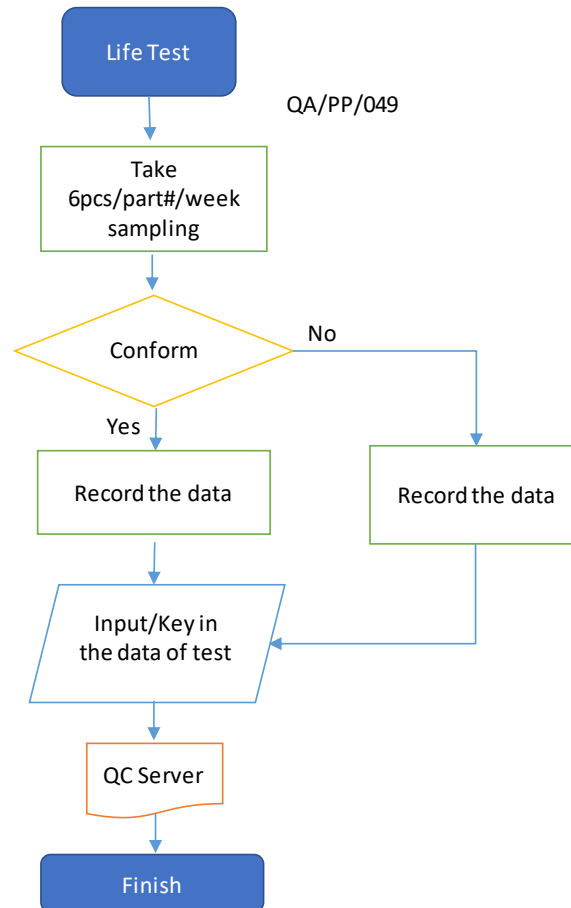 Life Test
QA/PP/049
Take
6pcs/part#/week
sampling
Conform
No
Yes
Record the data
Record the data
Input/Key in
the data of test
QC Server
Finish